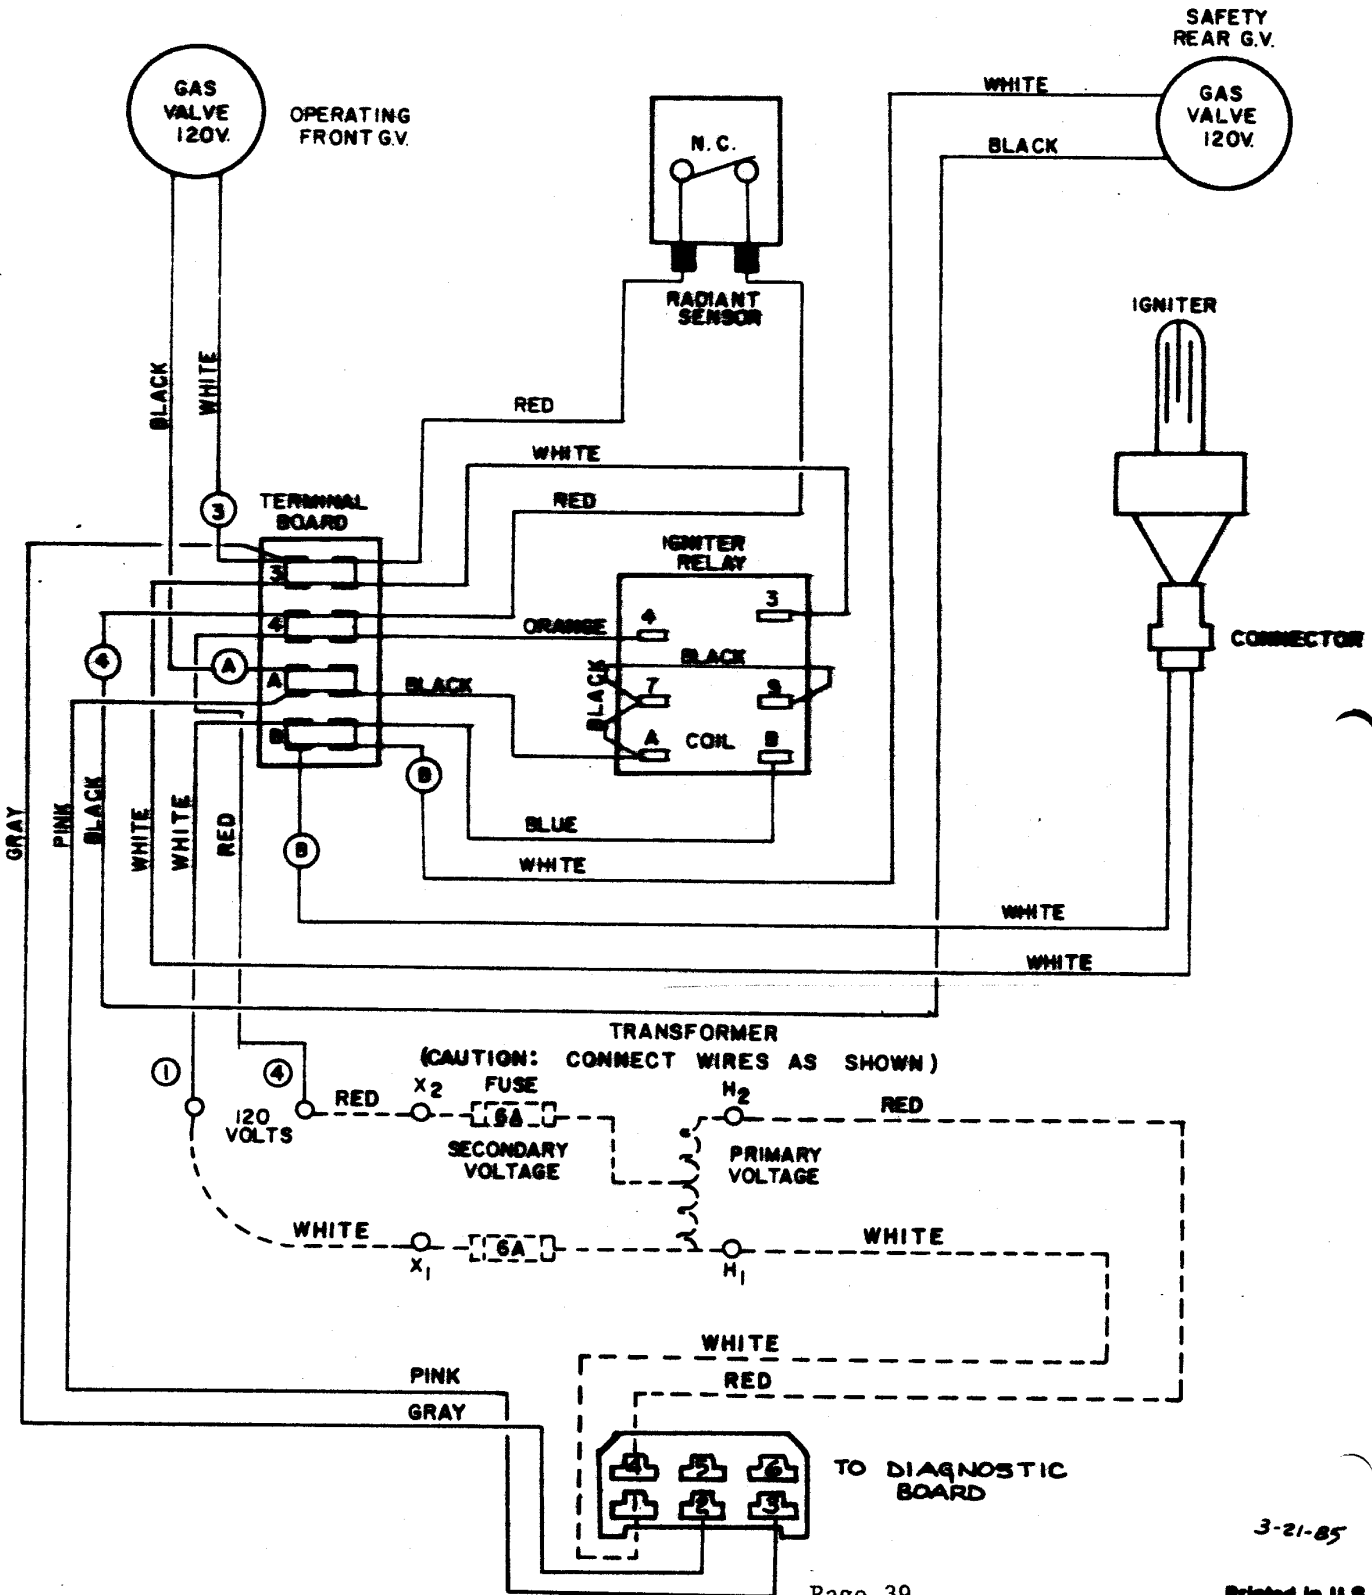 SAFETY
REAR G.V.
GAS
VALVE
120V.
OPERATING
FRONT G.V.
WHITE
GAS
VALVE
120V.
BLACK
N.C.
RADIANT
SENSOR
IGNITER
BLACK
WHITE
RED
WHITE
RED
3
TERMINAL
BOARD
IGNITER
RELAY
3
4
4
3
ORANGE
CONNECTOR
4
A
A
BLACK
BLACK
BLACK
7
9
A
COIL
B
B
B
BLUE
WHITE
B
GRAY
PINK
BLACK
WHITE
WHITE
RED
WHITE
WHITE
TRANSFORMER
(CAUTION: CONNECT WIRES AS SHOWN)
1
4
X2
FUSE
H2
RED
6A
RED
120
VOLTS
SECONDARY
VOLTAGE
PRIMARY
VOLTAGE
WHITE
6A
WHITE
X1
H1
WHITE
RED
PINK
GRAY
4 5 6
1 2 3
TO DIAGNOSTIC
BOARD
3-21-85
Page 39
Printed in U.S.